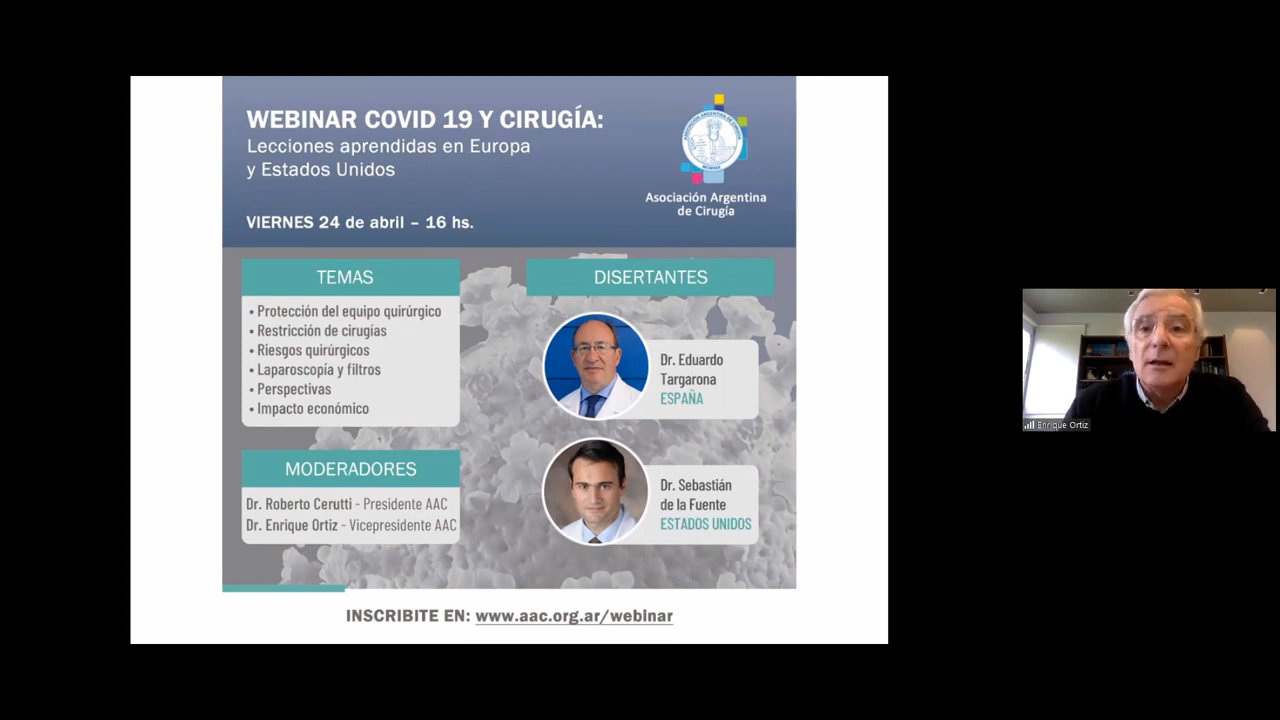 WEBINAR COVID 19 Y CIRUGÍA:
Lecciones aprendidas en Europa
y Estados Unidos
VIERNES 24 de abril – 16 hs.
Asociación Argentina
de Cirugía
TEMAS
• Protección del equipo quirúrgico
• Restricción de cirugías
• Riesgos quirúrgicos
• Laparoscopía y filtros
• Perspectivas
• Impacto económico
MODERADORES
Dr. Roberto Cerutti - Presidente AAC
Dr. Enrique Ortiz - Vicepresidente AAC
DISERTANTES
Dr. Eduardo
Targarona
ESPAÑA
Dr. Sebastián
de la Fuente
ESTADOS UNIDOS
INSCRIBITE EN: www.aac.org.ar/webinar
Enrique Ortiz